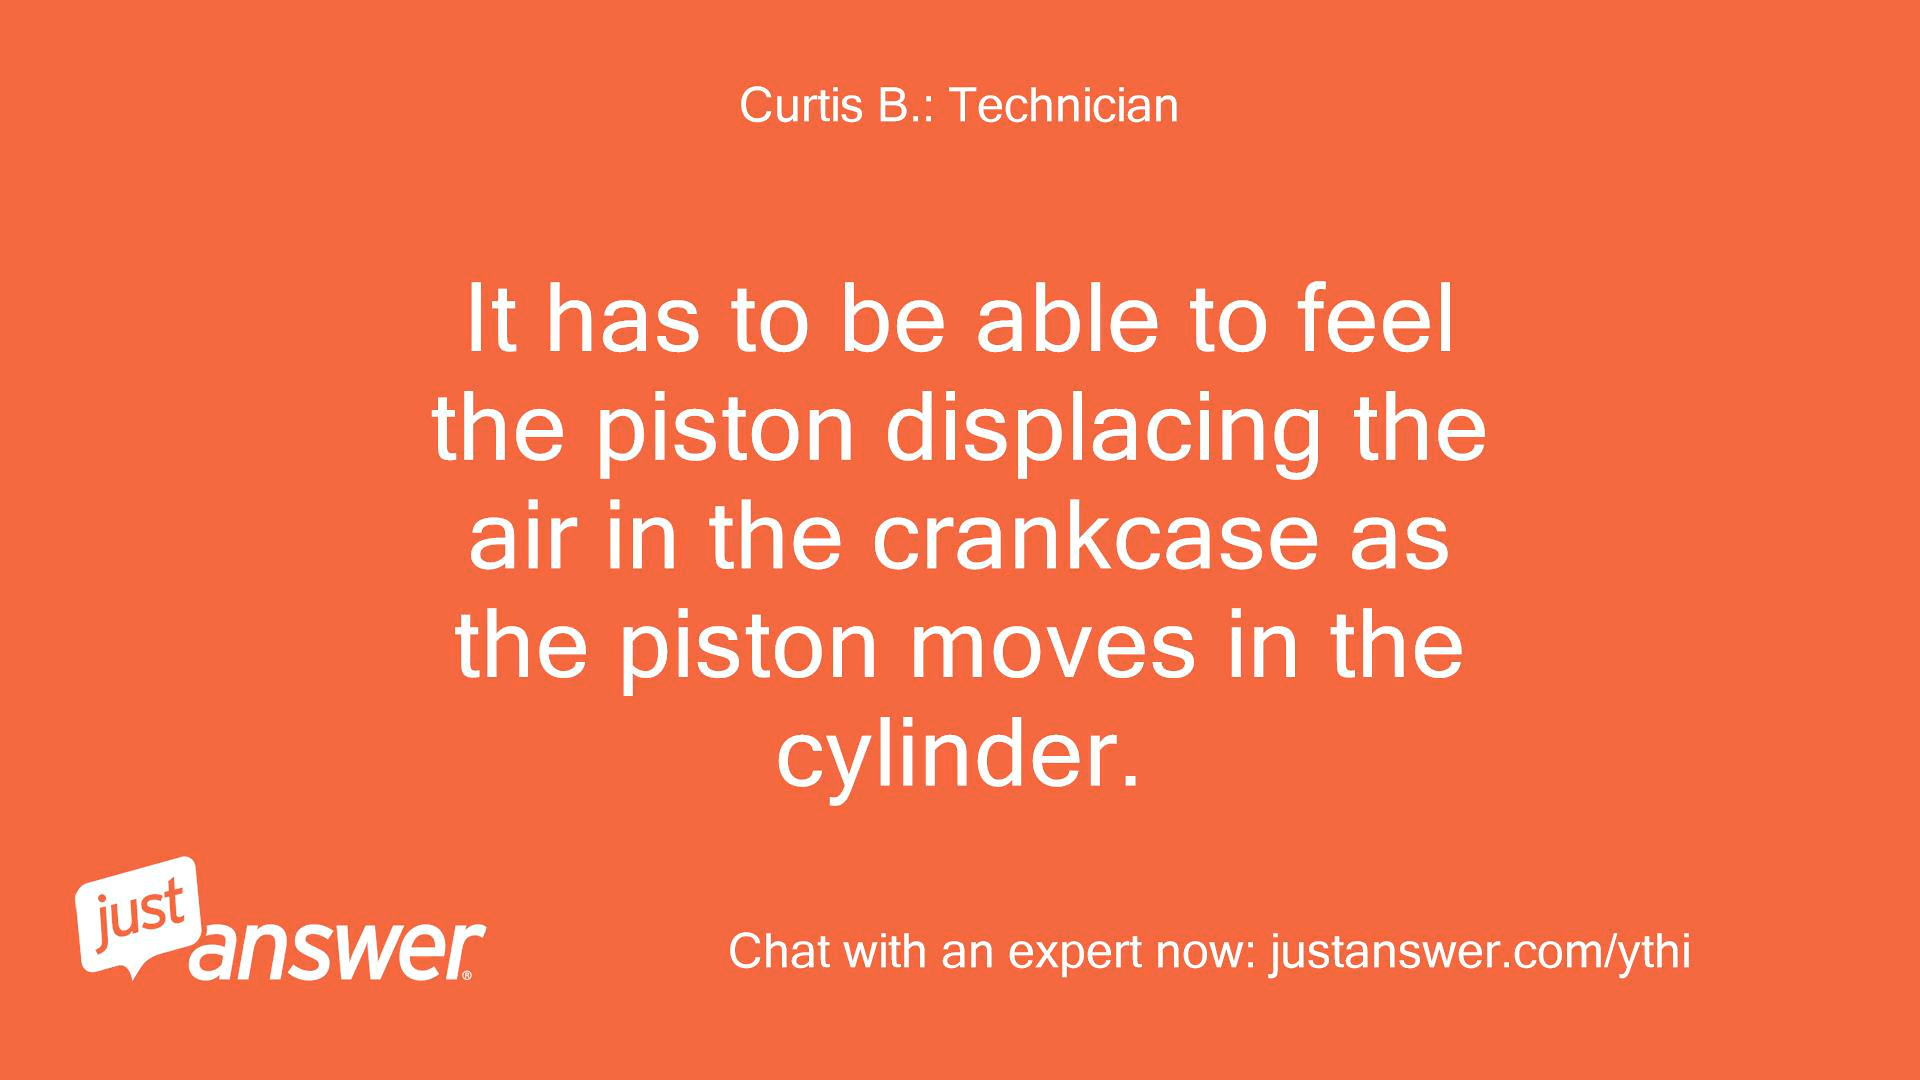 Curtis B.: Technician
It has to be able to feel
the piston displacing the
air in the crankcase as
the piston moves in the
cylinder.
just
answer®
Chat with an expert now: justanswer.com/ythi